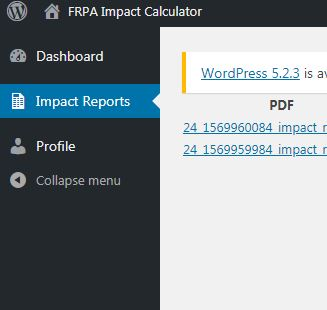 FRPA Impact Calculator
Dashboard
Impact Reports
Profile
Collapse menu
WordPress 5.2.3 is av
PDF
24_1569960084_impact_r
24_1569959984_impact_r